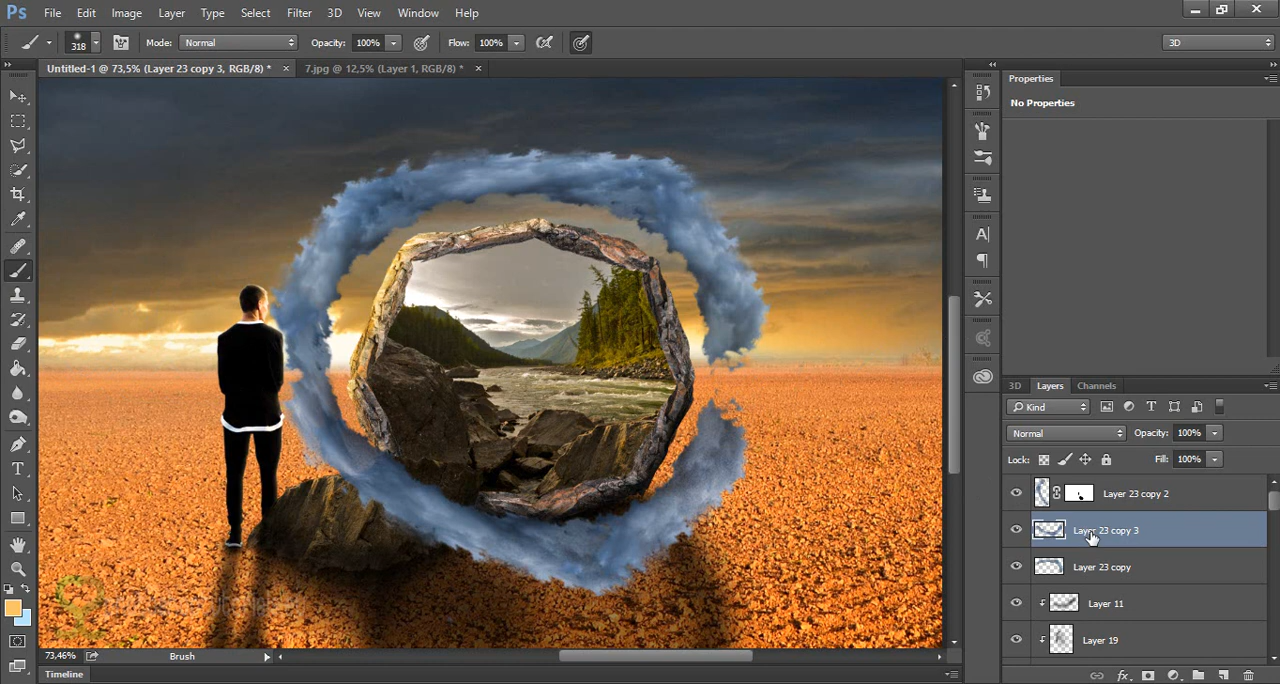 Ps File Edit Image Layer Type Select Filter 3D View Window Help
318 Mode: Normal Opacity: 100% Flow: 100% 3D
Untitled-1 @ 73,5% (Layer 23 copy 3, RGB/8) * × 7.jpg @ 12,5% (Layer 1, RGB/8) * ×
Properties
No Properties
3D Layers Channels
Kind
Normal Opacity: 100%
Lock: Fill: 100%
Layer 23 copy 2
Layer 23 copy 3
Layer 23 copy
Layer 11
Layer 19
73,46% Brush
Timeline